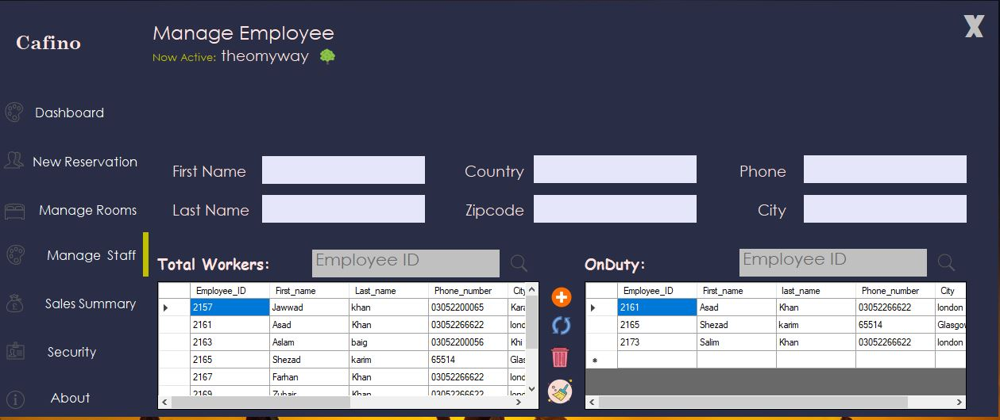 Cafino
Manage Employee
Now Active: theomyway
X
Dashboard
New Reservation
Manage Rooms
Manage Staff
Sales Summary
Security
About
First Name
Country
Phone
Last Name
Zipcode
City
Total Workers:
Employee ID
Employee_ID First_name Last_name Phone_number City
2157 Jawwad khan 03052200065 Kara
2161 Asad Khan 03052266622 lond
2163 Aslam baig 03052200056 Khi
2165 Shezad karim 65514 Glas
2167 Farhan Khan 03052266622 lond
2169 Zubair Khan 03052266622 lond
OnDuty:
Employee ID
Employee_ID First_name last_name Phone_number City
2161 Asad Khan 03052266622 london
2165 Shezad karim 65514 Glasgow
2173 Salim Khan 03052266622 london